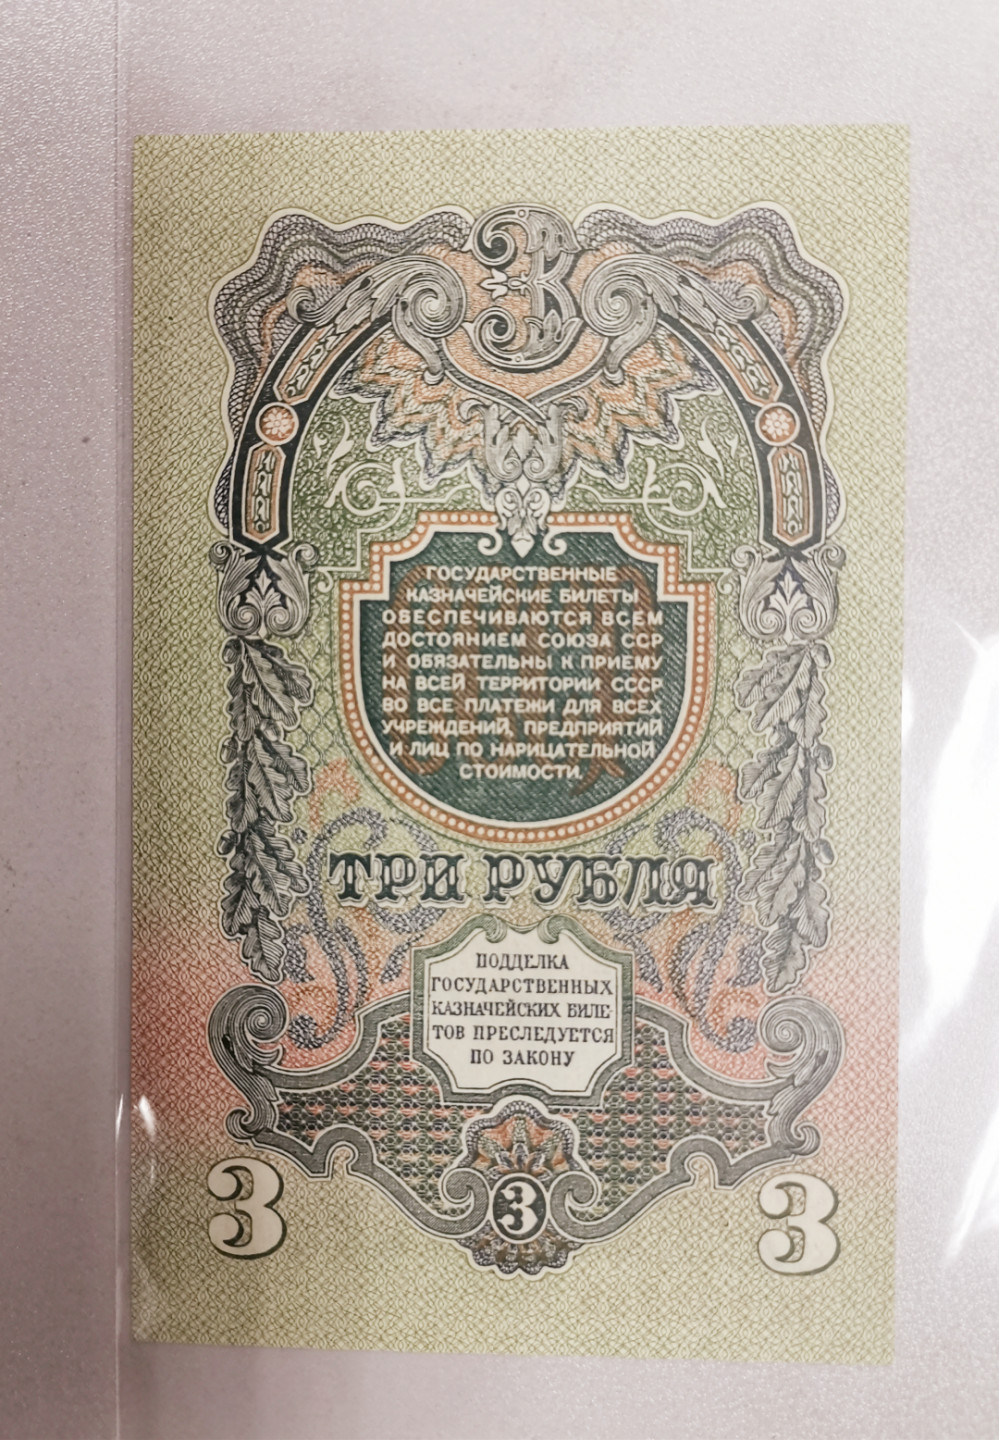 3
ГОСУДАРСТВЕННЫЕ
КАЗНАЧЕЙСКИЕ БИЛЕТЫ
ОБЕСПЕЧИВАЮТСЯ ВСЕМ
ДОСТОЯНИЕМ СОЮЗА ССР
И ОБЯЗАТЕЛЬНЫ К ПРИЕМУ
НА ВСЕЙ ТЕРРИТОРИИ СССР
ВО ВСЕ ПЛАТЕЖИ ДЛЯ ВСЕХ
УЧРЕЖДЕНИЙ, ПРЕДПРИЯТИЙ
И ЛИЦ ПО НАРИЦАТЕЛЬНОЙ
СТОИМОСТИ.
ТРИ РУБЛЯ
ПОДДЕЛКА
ГОСУДАРСТВЕННЫХ
КАЗНАЧЕЙСКИХ БИЛЕ-
ТОВ ПРЕСЛЕДУЕТСЯ
ПО ЗАКОНУ
3 3 3